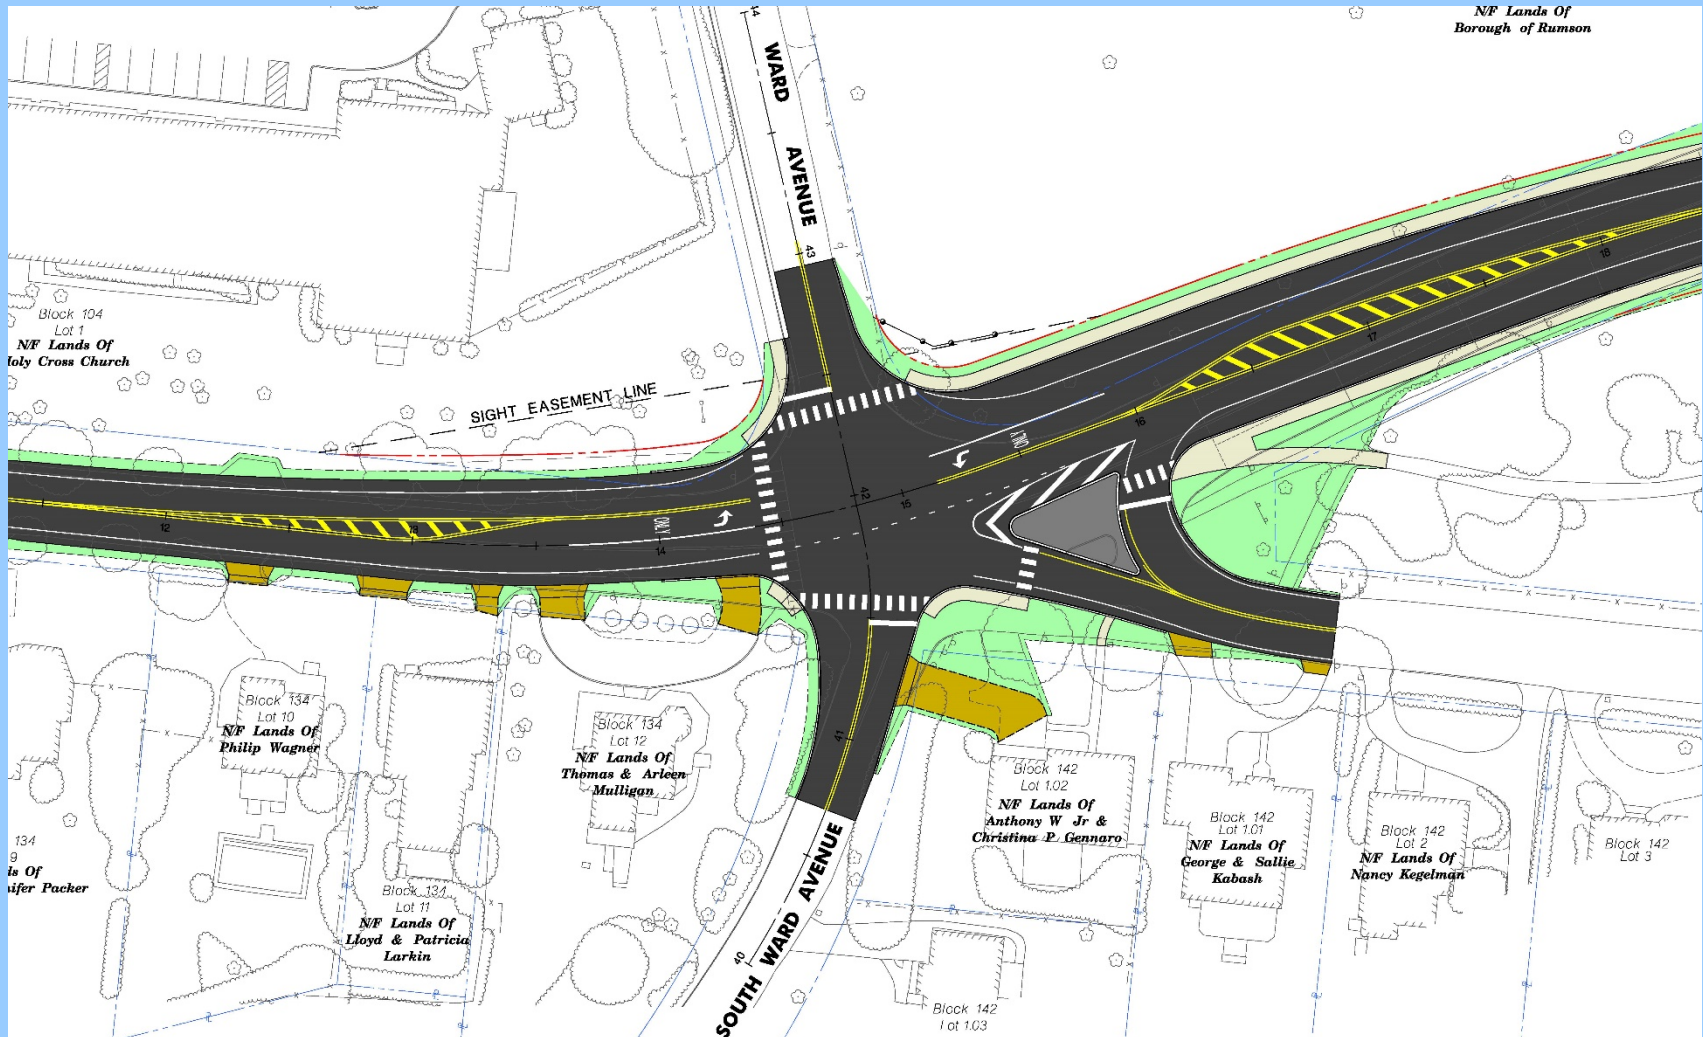 N/F Lands Of
Borough of Rumson
44
WARD AVENUE
43
Block 104
Lot 1
N/F Lands Of
Holy Cross Church
SIGHT EASEMENT LINE
18
17
16
ONLY
42
15
12
13
14
ONLY
41
Block 134
Lot 10
N/F Lands Of
Philip Wagner
Block 134
Lot 12
N/F Lands Of
Thomas & Arleen
Mulligan
Block 142
Lot 1.02
N/F Lands Of
Anthony W Jr &
Christina P Gennaro
Block 142
Lot 1.01
N/F Lands Of
George & Sallie
Kabash
Block 142
Lot 2
N/F Lands Of
Nancy Kegelman
Block 142
Lot 3
134
9
ds Of
nifer Packer
Block 134
Lot 11
N/F Lands Of
Lloyd & Patricia
Larkin
40
SOUTH WARD AVENUE
Block 142
Lot 1.03